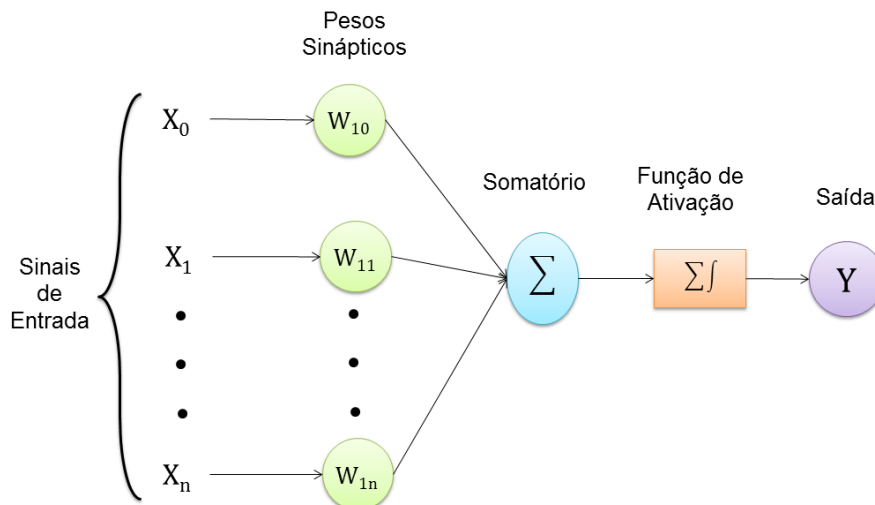 Pesos
Sinápticos
X₀
W₁₀
Somatório
Função de
Ativação
Saída
Sinais
de
Entrada
X₁
W₁₁
∑
∑∫
Y
Xₙ
W₁ₙ